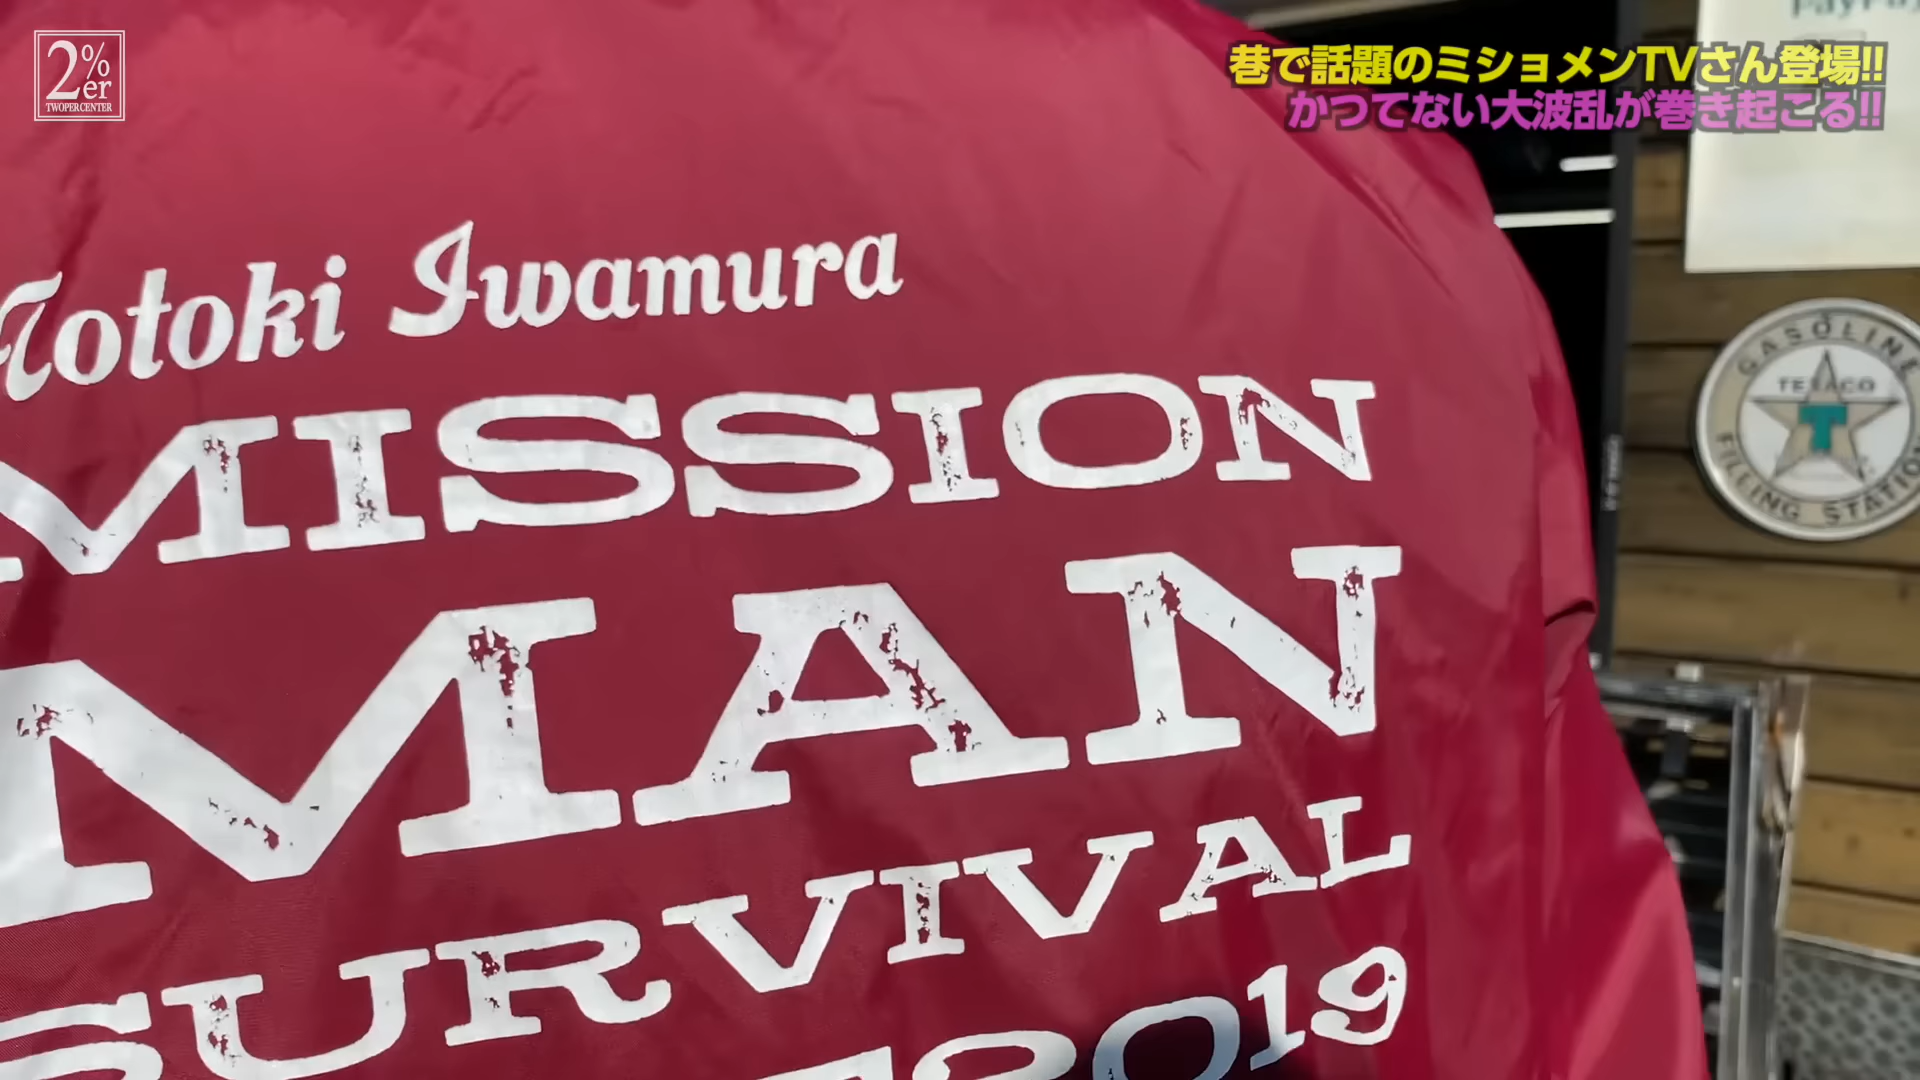 2%er
TWOPERCENTER
巷で話題のミショメンTVさん登場!!
かつてない大波乱が巻き起こる!!
PayPay
Totoki Iwamura
MISSION
MAN
SURVIVAL
2019
GASOLINE
TEXACO
T
FILLING STATION